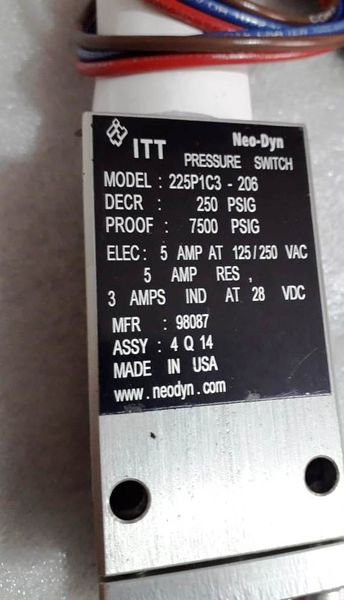 ITT Neo-Dyn
PRESSURE SWITCH
MODEL : 225P1C3 - 206
DECR : 250 PSIG
PROOF : 7500 PSIG
ELEC : 5 AMP AT 125/250 VAC
5 AMP RES ,
3 AMPS IND AT 28 VDC
MFR : 98087
ASSY : 4 Q 14
MADE IN USA
www.neodyn.com